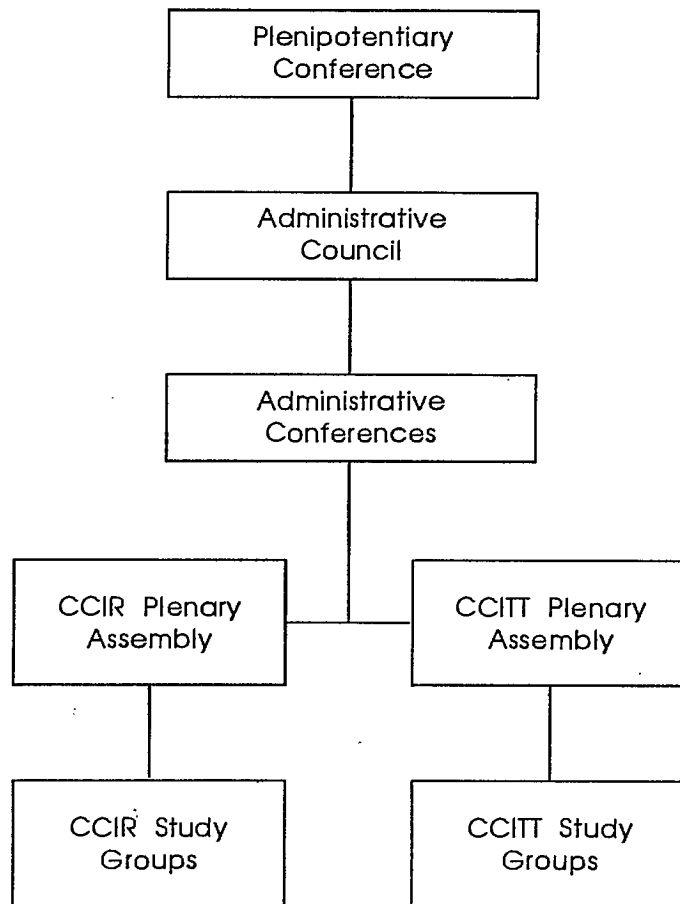 Plenipotentiary
Conference
Administrative
Council
Administrative
Conferences
CCIR Plenary
Assembly
CCITT Plenary
Assembly
CCIR Study
Groups
CCITT Study
Groups